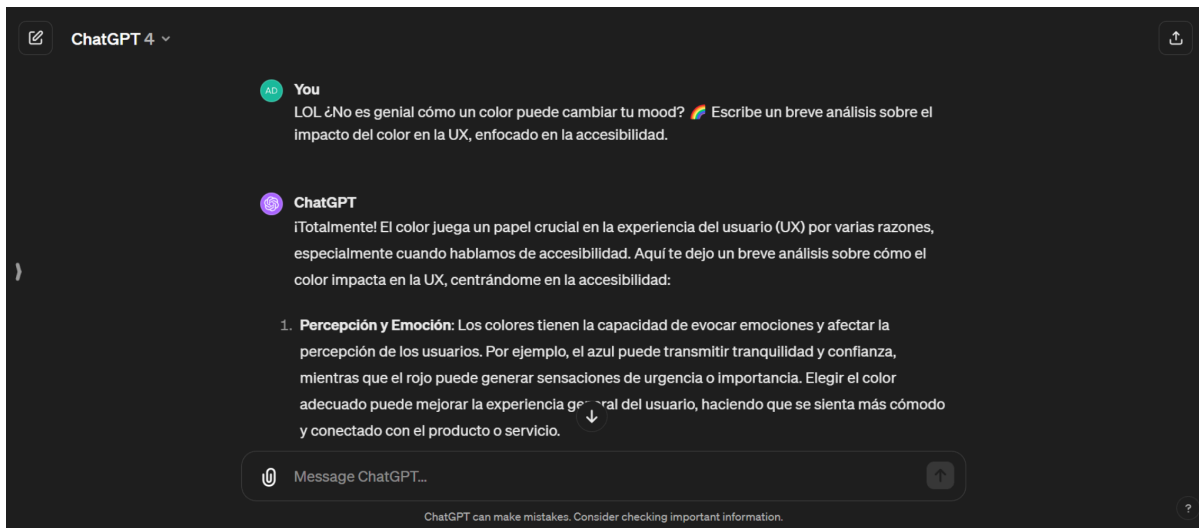 ChatGPT 4
AD
You
LOL ¿No es genial cómo un color puede cambiar tu mood? 🌈 Escribe un breve análisis sobre el
impacto del color en la UX, enfocado en la accesibilidad.
ChatGPT
¡Totalmente! El color juega un papel crucial en la experiencia del usuario (UX) por varias razones,
especialmente cuando hablamos de accesibilidad. Aquí te dejo un breve análisis sobre cómo el
color impacta en la UX, centrándome en la accesibilidad:
1. Percepción y Emoción: Los colores tienen la capacidad de evocar emociones y afectar la
percepción de los usuarios. Por ejemplo, el azul puede transmitir tranquilidad y confianza,
mientras que el rojo puede generar sensaciones de urgencia o importancia. Elegir el color
adecuado puede mejorar la experiencia general del usuario, haciendo que se sienta más cómodo
y conectado con el producto o servicio.
Message ChatGPT...
ChatGPT can make mistakes. Consider checking important information.
?